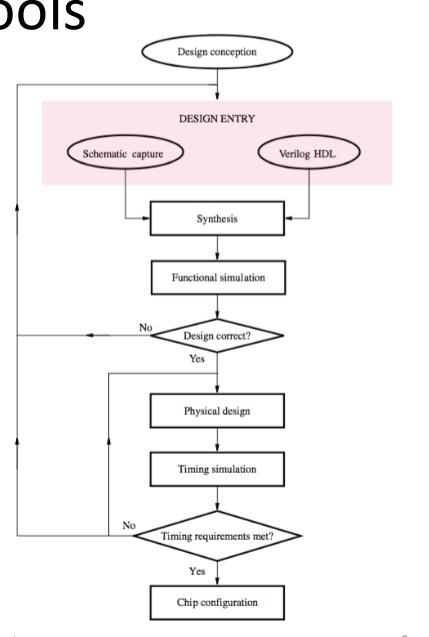 Design conception
DESIGN ENTRY
Schematic capture
Verilog HDL
Synthesis
Functional simulation
No
Design correct?
Yes
Physical design
Timing simulation
No
Timing requirements met?
Yes
Chip configuration